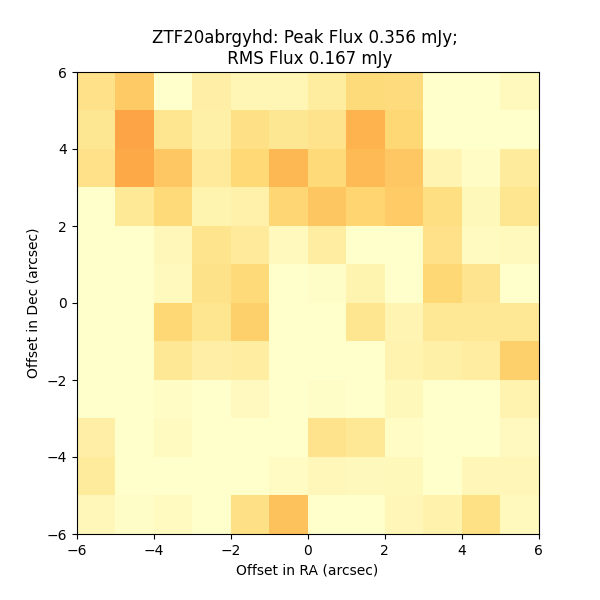 ZTF20abrgyhd: Peak Flux 0.356 mJy;
RMS Flux 0.167 mJy
6
4
2
0
−2
−4
−6
Offset in Dec (arcsec)
−6 −4 −2 0 2 4 6
Offset in RA (arcsec)